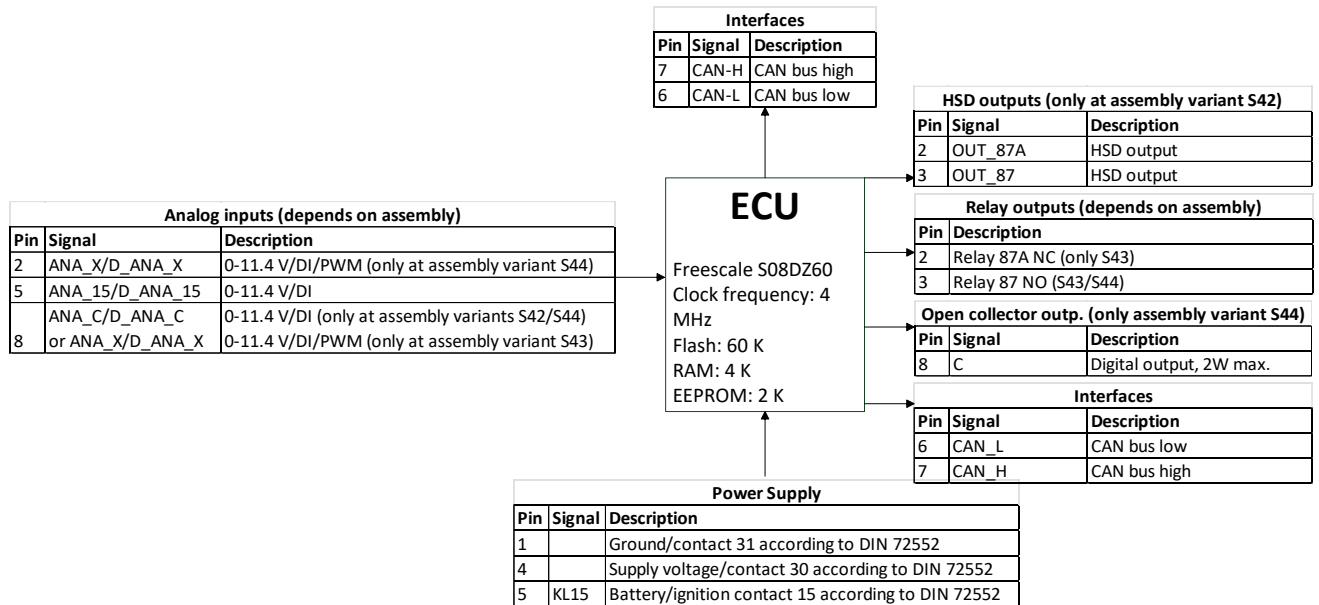 Interfaces
Pin Signal Description
7 CAN-H CAN bus high
6 CAN-L CAN bus low
HSD outputs (only at assembly variant S42)
Pin Signal Description
2 OUT_87A HSD output
3 OUT_87 HSD output
Analog inputs (depends on assembly)
Pin Signal Description
2 ANA_X/D_ANA_X 0-11.4 V/DI/PWM (only at assembly variant S44)
5 ANA_15/D_ANA_15 0-11.4 V/DI
ANA_C/D_ANA_C 0-11.4 V/DI (only at assembly variants S42/S44)
8 or ANA_X/D_ANA_X 0-11.4 V/DI/PWM (only at assembly variant S43)
ECU
Freescale S08DZ60
Clock frequency: 4
MHz
Flash: 60 K
RAM: 4 K
EEPROM: 2 K
Relay outputs (depends on assembly)
Pin Description
2 Relay 87A NC (only S43)
3 Relay 87 NO (S43/S44)
Open collector outp. (only assembly variant S44)
Pin Signal Description
8 C Digital output, 2W max.
Interfaces
Pin Signal Description
6 CAN_L CAN bus low
7 CAN_H CAN bus high
Power Supply
Pin Signal Description
1 Ground/contact 31 according to DIN 72552
4 Supply voltage/contact 30 according to DIN 72552
5 KL15 Battery/ignition contact 15 according to DIN 72552